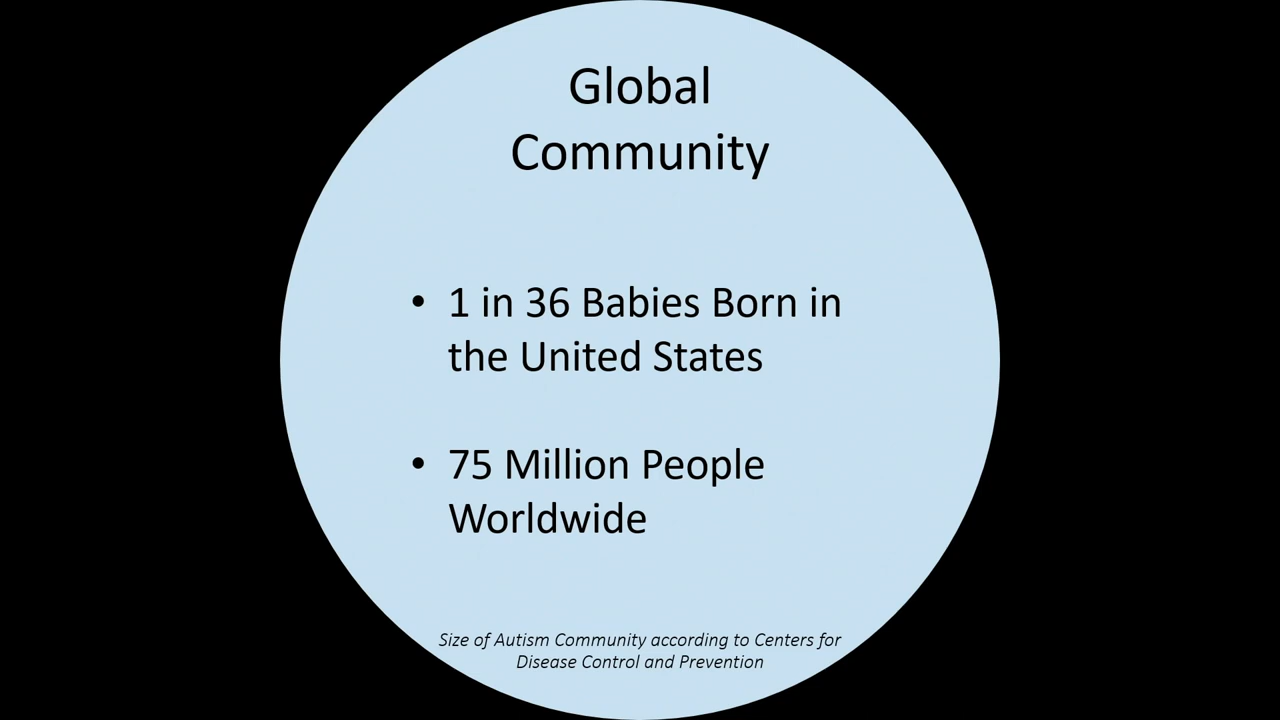 Global
Community
• 1 in 36 Babies Born in
the United States
• 75 Million People
Worldwide
Size of Autism Community according to Centers for
Disease Control and Prevention